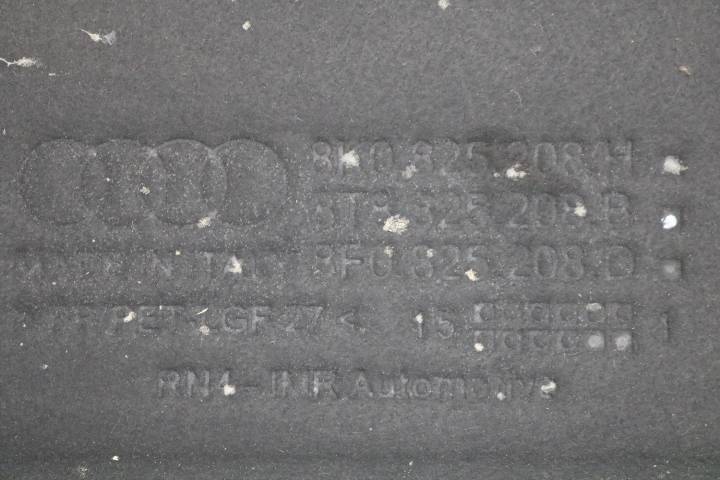 8K0.825.208.H
8T8.825.208.B
MADE IN ITALY 8F0.825.208.D
PET-LGF 27 < 15 1
RN4-INR Automotive